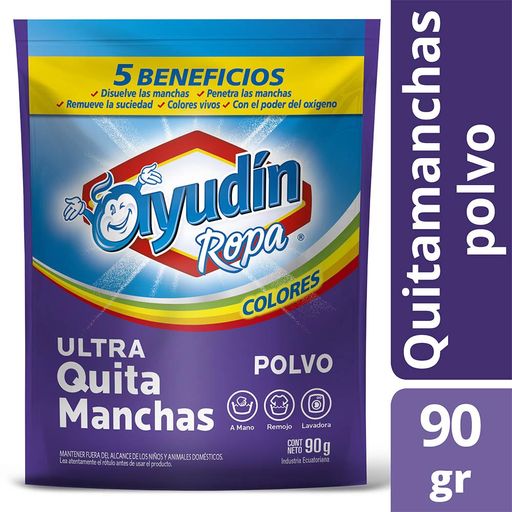 5 BENEFICIOS
✓ Disuelve las manchas ✓ Penetra las manchas
✓ Remueve la suciedad ✓ Colores vivos ✓ Con el poder del oxígeno
Ayudín
Ropa®
COLORES
ULTRA
Quita
Manchas
POLVO
A Mano Remojo Lavadora
CONT
NETO 90g
Industria Ecuatoriana.
MANTENER FUERA DEL ALCANCE DE LOS NIÑOS Y ANIMALES DOMÉSTICOS.
Lea atentamente el rótulo antes de usar el producto.
Quitamanchas
polvo
90
gr